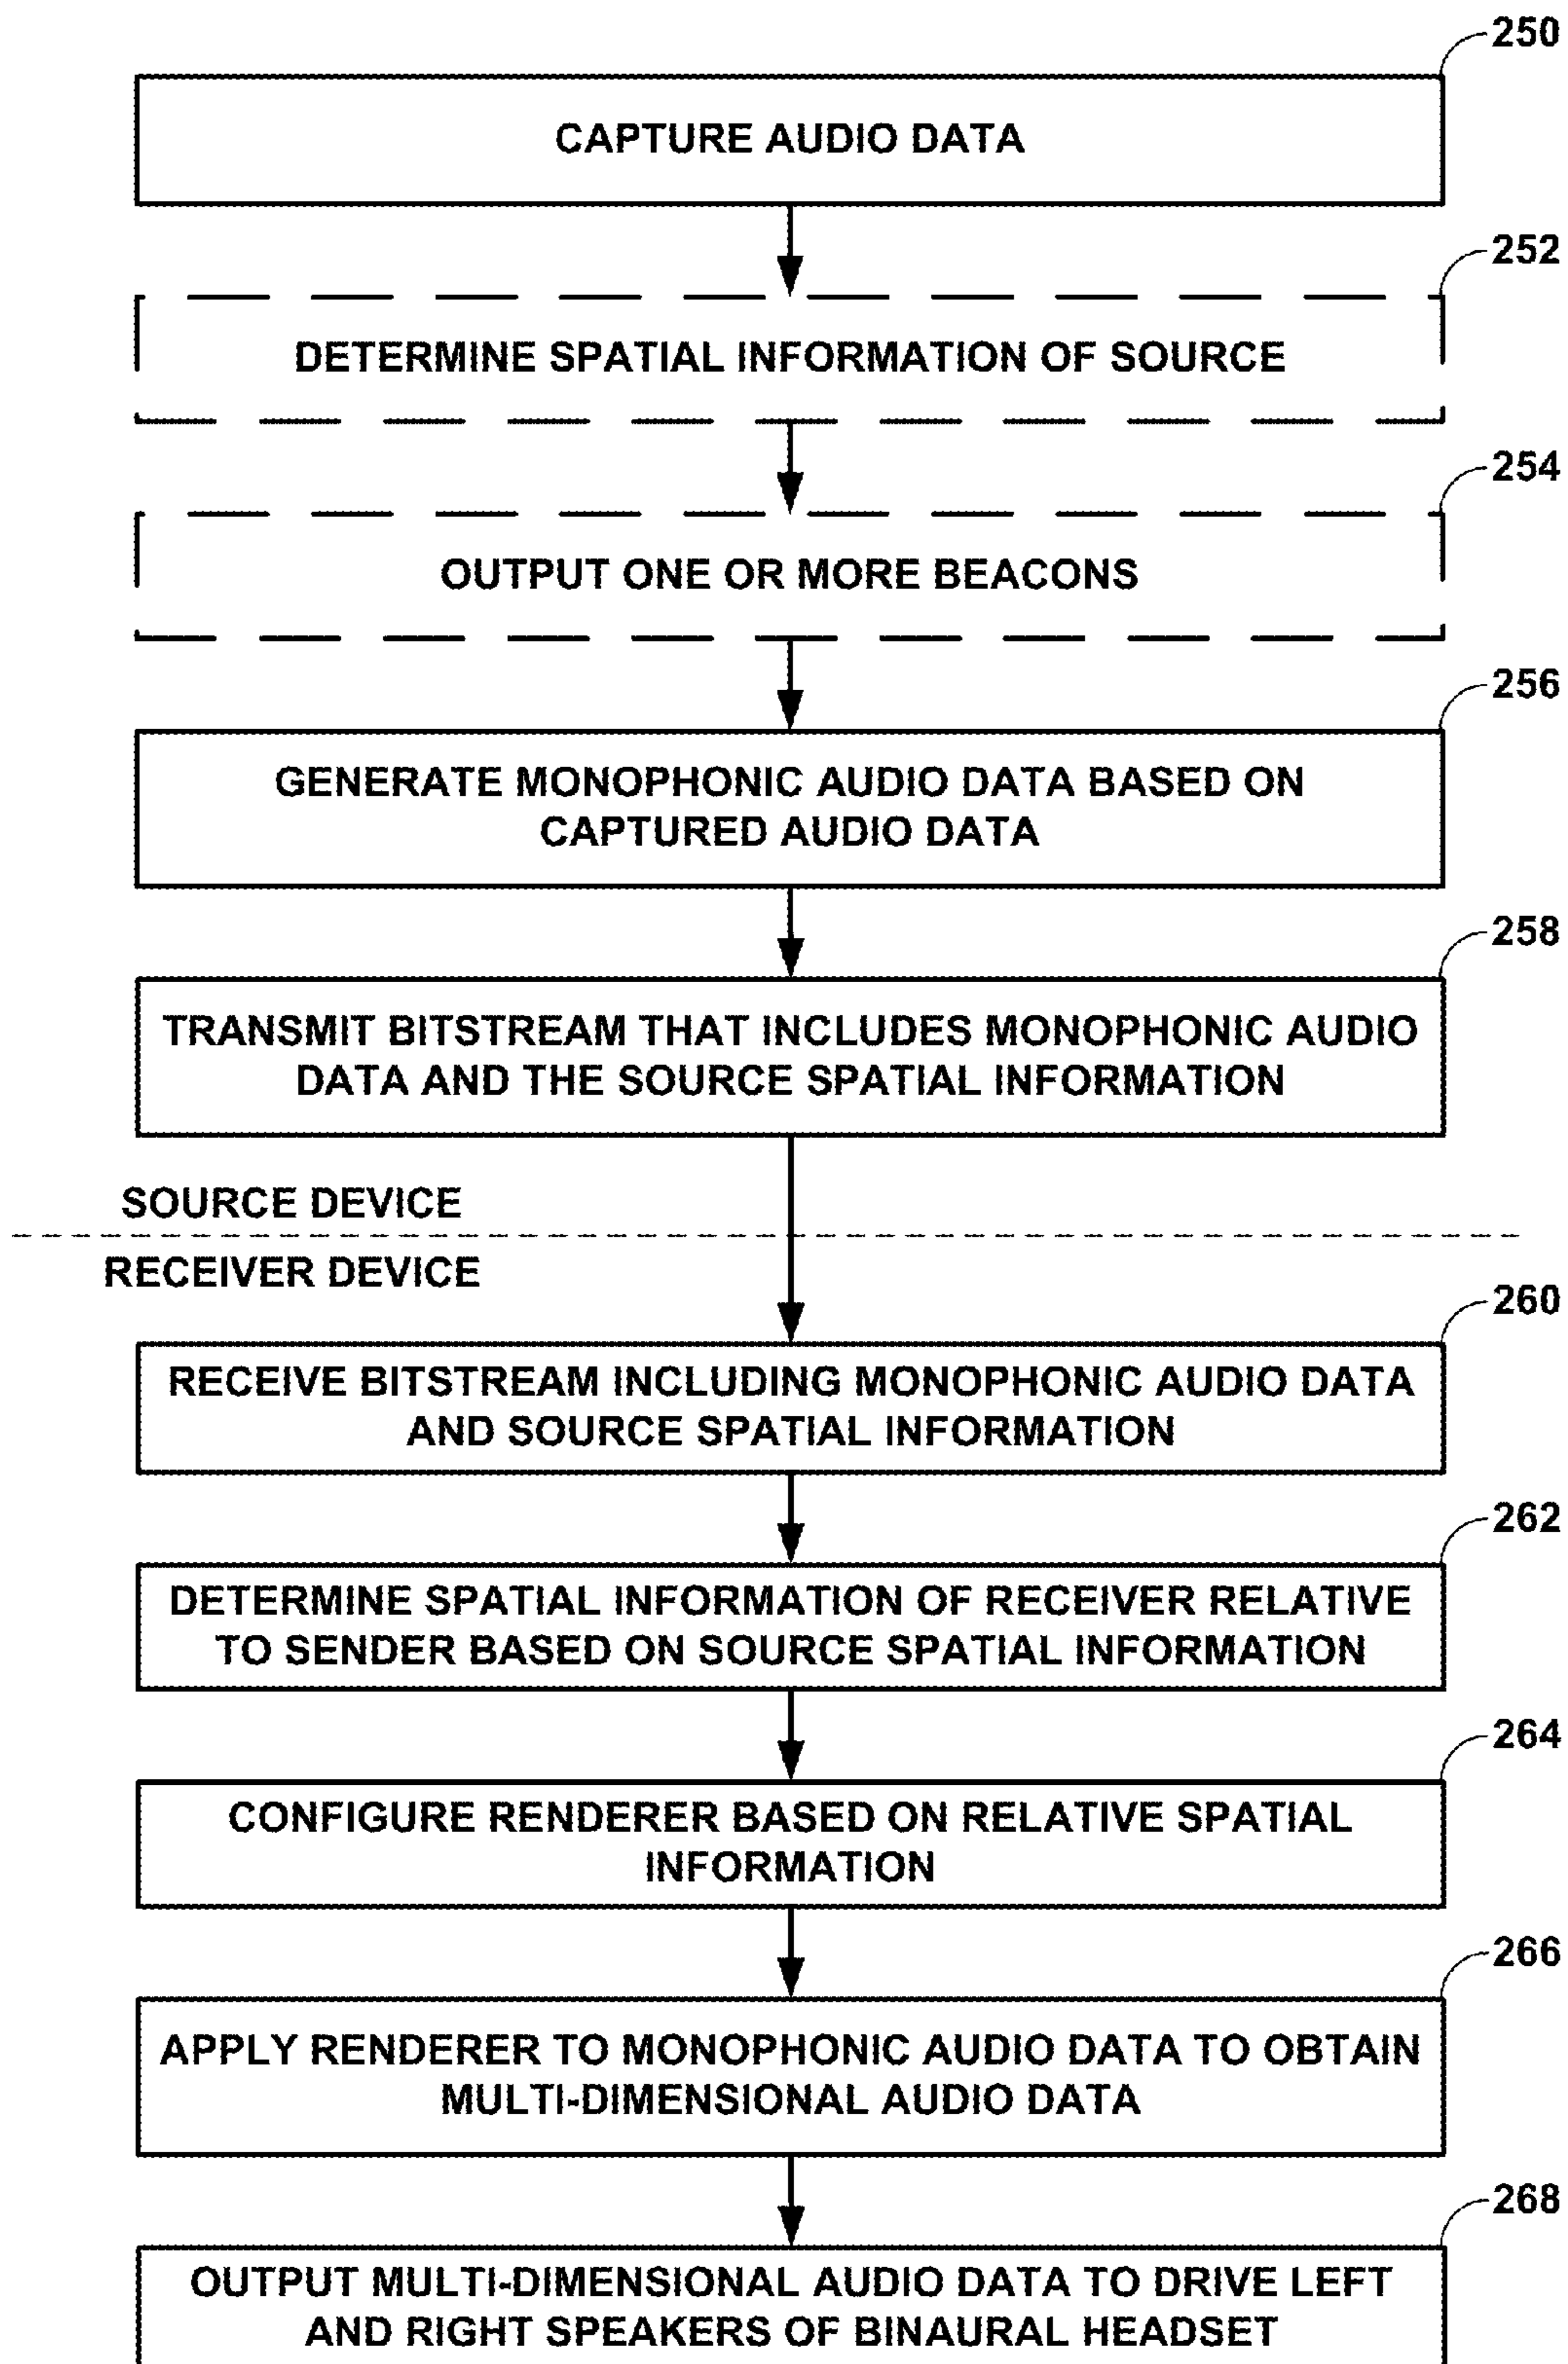 250
CAPTURE AUDIO DATA
252
DETERMINE SPATIAL INFORMATION OF SOURCE
254
OUTPUT ONE OR MORE BEACONS
256
GENERATE MONOPHONIC AUDIO DATA BASED ON
CAPTURED AUDIO DATA
258
TRANSMIT BITSTREAM THAT INCLUDES MONOPHONIC AUDIO
DATA AND THE SOURCE SPATIAL INFORMATION
SOURCE DEVICE
RECEIVER DEVICE
260
RECEIVE BITSTREAM INCLUDING MONOPHONIC AUDIO DATA
AND SOURCE SPATIAL INFORMATION
262
DETERMINE SPATIAL INFORMATION OF RECEIVER RELATIVE
TO SENDER BASED ON SOURCE SPATIAL INFORMATION
264
CONFIGURE RENDERER BASED ON RELATIVE SPATIAL
INFORMATION
266
APPLY RENDERER TO MONOPHONIC AUDIO DATA TO OBTAIN
MULTI-DIMENSIONAL AUDIO DATA
268
OUTPUT MULTI-DIMENSIONAL AUDIO DATA TO DRIVE LEFT
AND RIGHT SPEAKERS OF BINAURAL HEADSET